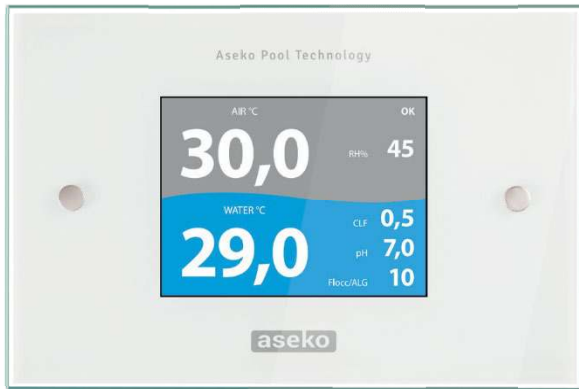 Aseko Pool Technology
AIR °C
OK
30,0
RH% 45
WATER °C
29,0
CLF 0,5
pH 7,0
Flocc/ALG 10
aseko